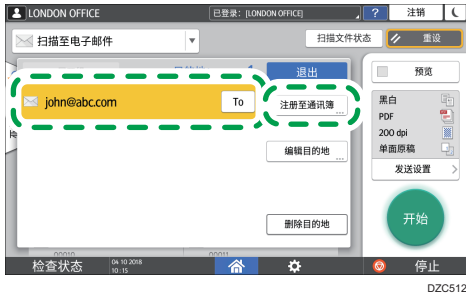 LONDON OFFICE
已登录: [LONDON OFFICE]
?
注销
扫描至电子邮件
扫描文件状态
重设
退出
预览
john@abc.com
To
注册至通讯簿
黑白
PDF
200 dpi
单面原稿
编辑目的地
发送设置
开始
删除目的地
检查状态
04 10 2018
10:15
停止
DZC512